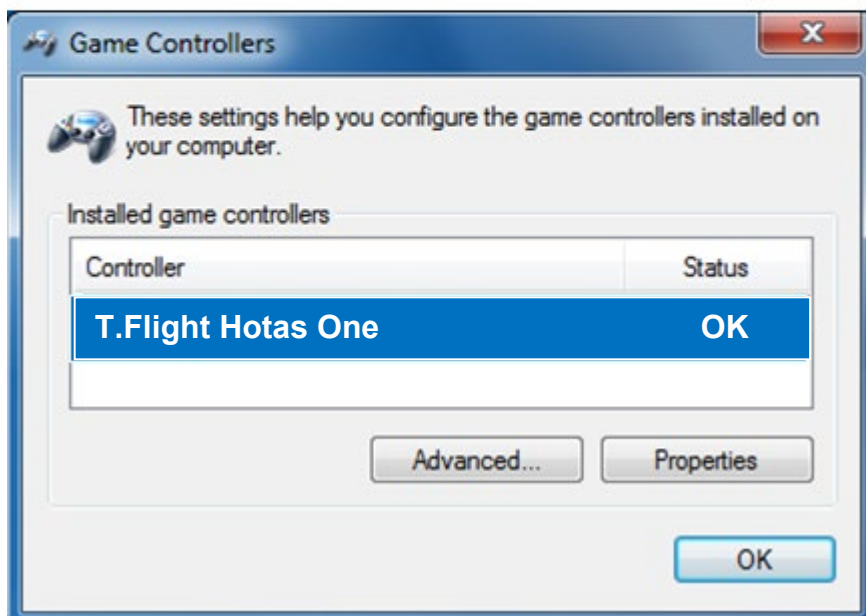 Game Controllers
These settings help you configure the game controllers installed on
your computer.
Installed game controllers
Controller Status
T.Flight Hotas One OK
Advanced... Properties
OK